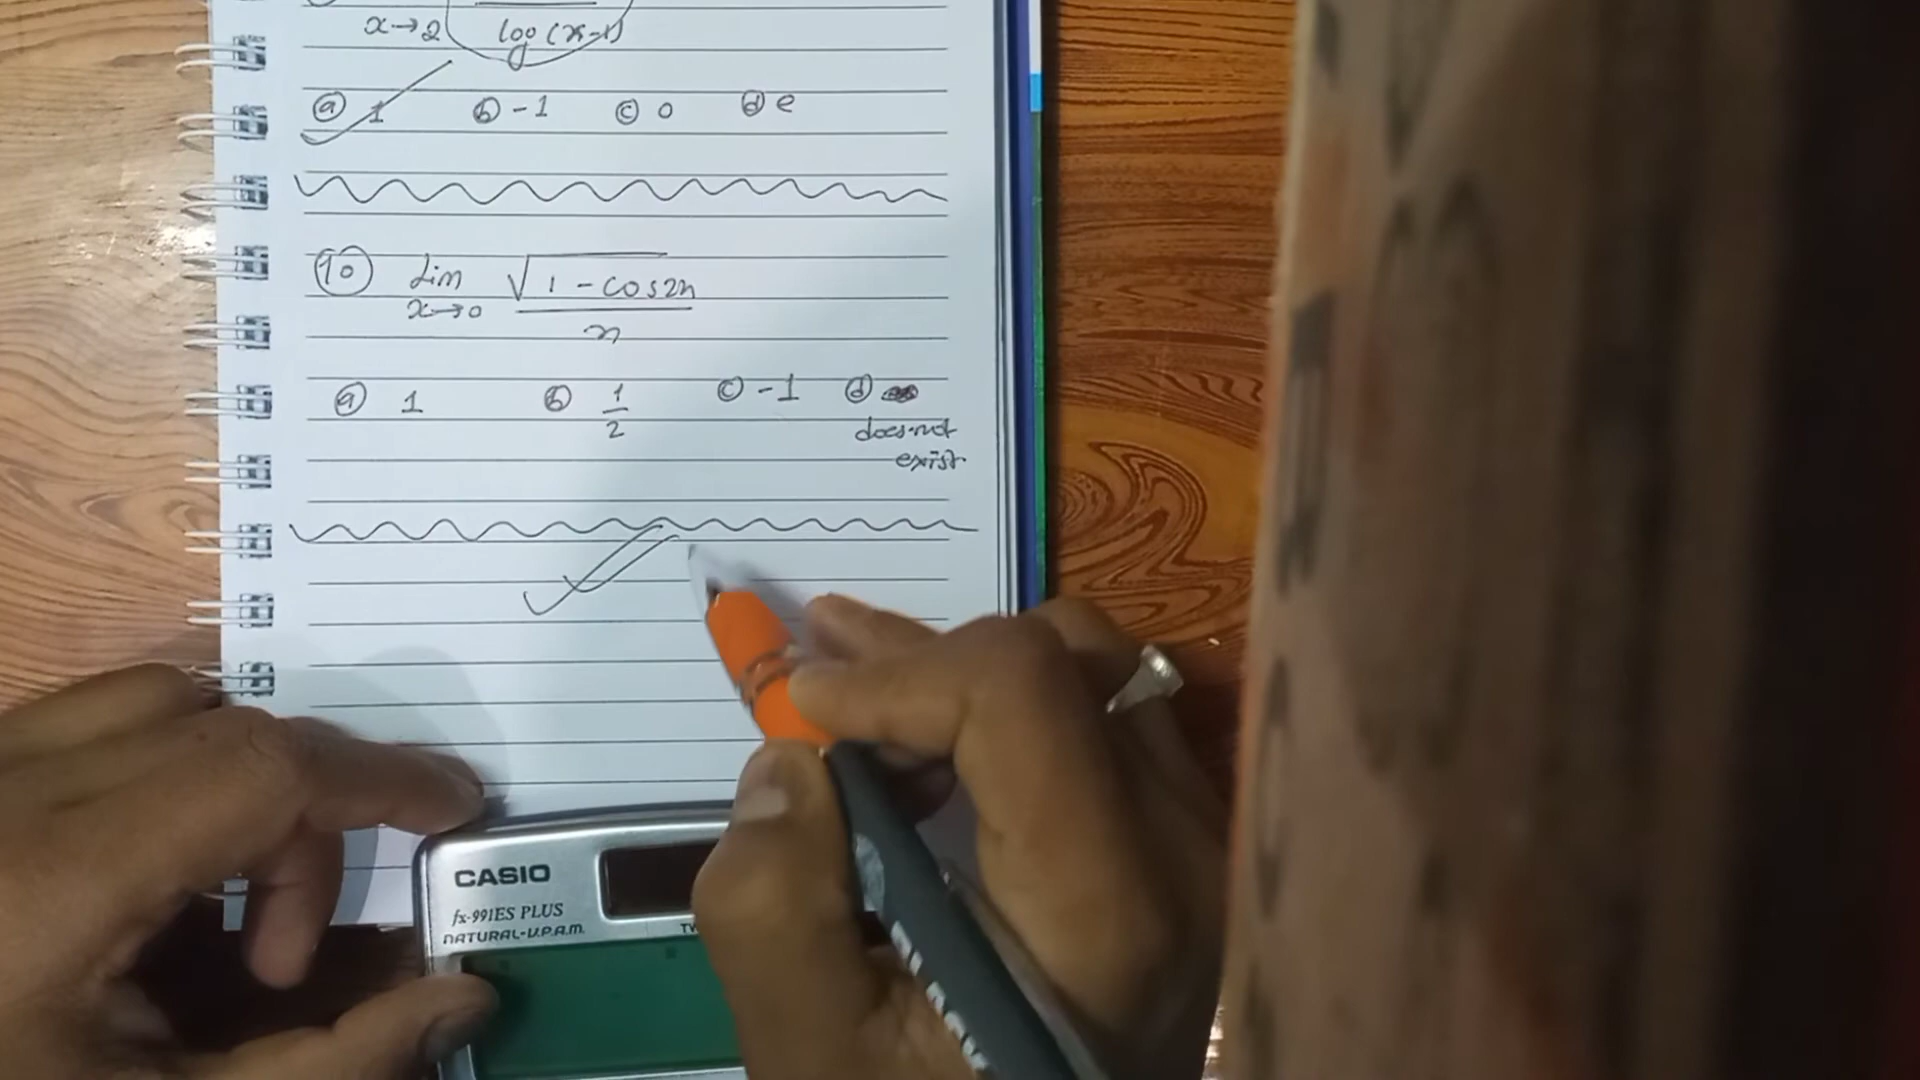 x→2 log(x-1)
ⓐ 1 ⓑ -1 ⓒ 0 ⓓ e
⑩ Lim x→0 √1-cos2x / x
ⓐ 1 ⓑ 1/2 ⓒ -1 ⓓ
does not
exist
CASIO
fx-991ES PLUS
NATURAL-V.P.A.M.
TW